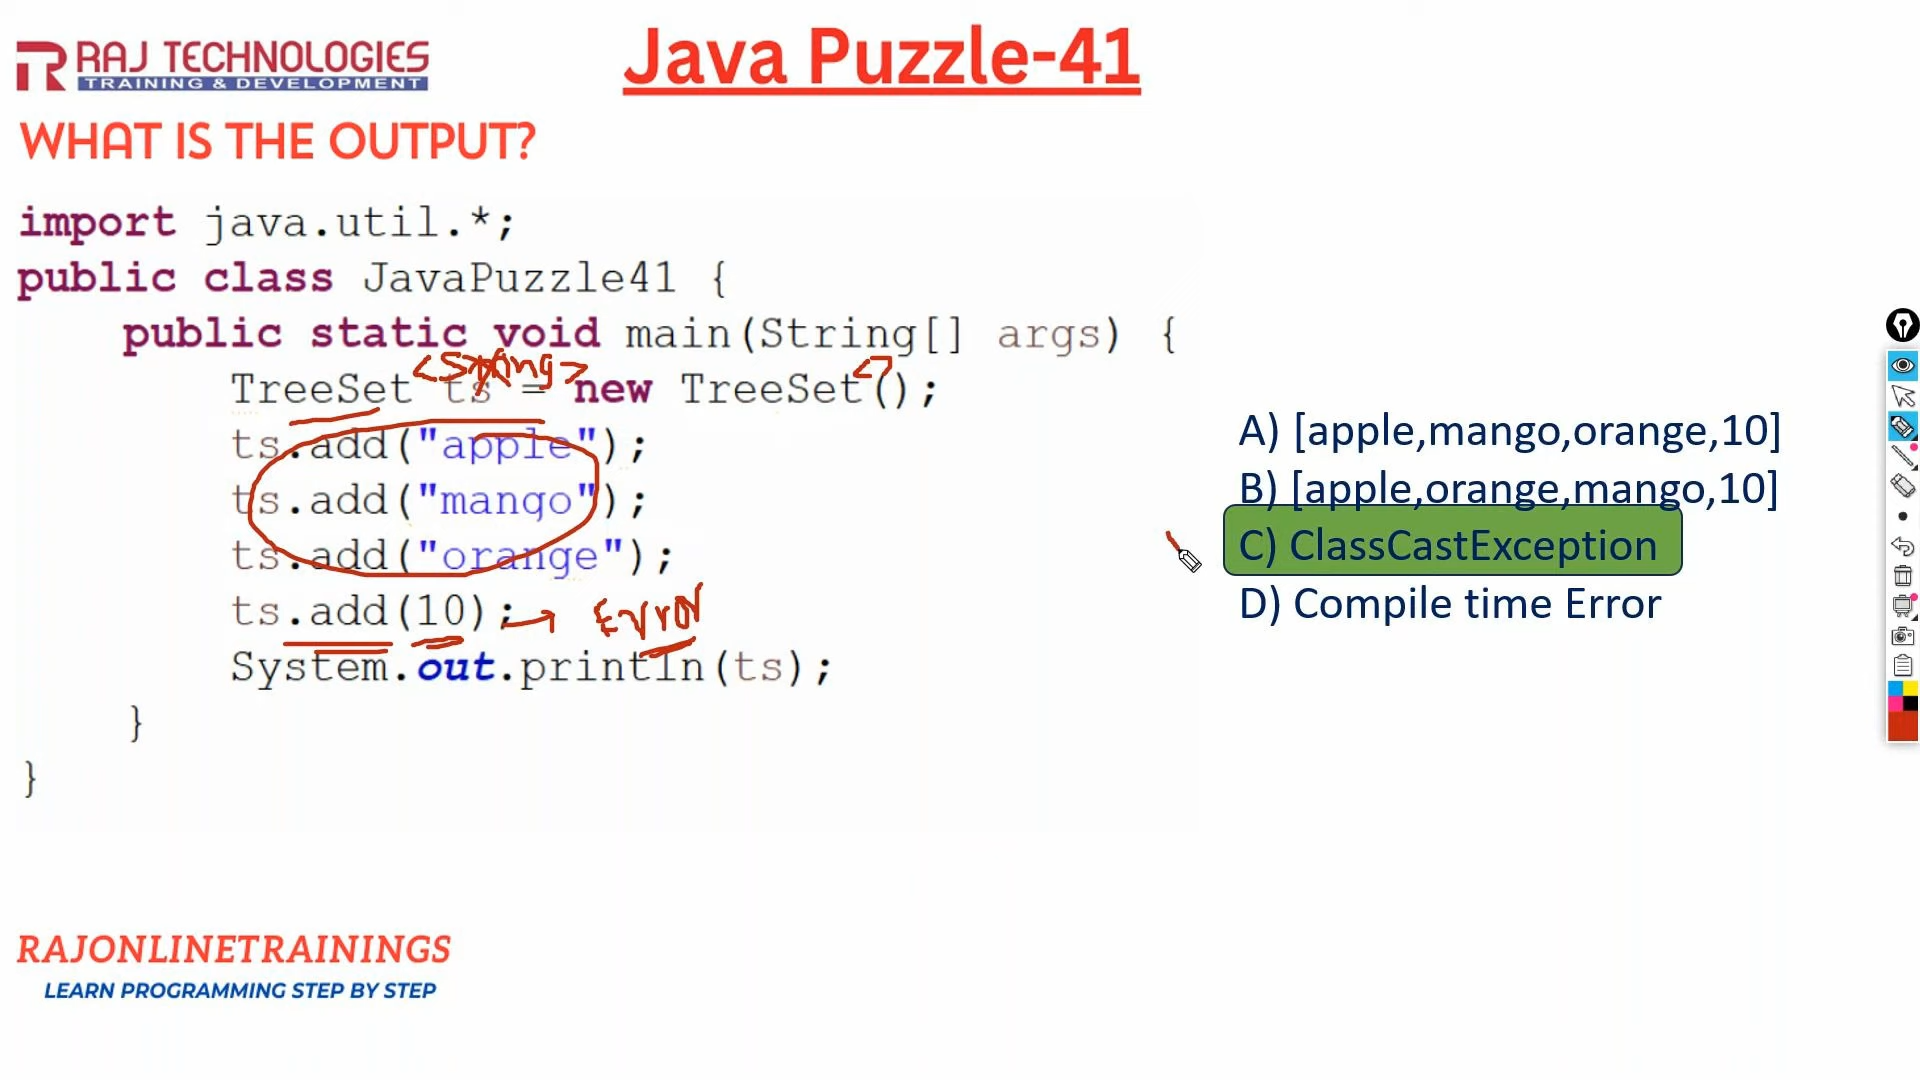 RAJ TECHNOLOGIES
TRAINING & DEVELOPMENT
Java Puzzle-41
WHAT IS THE OUTPUT?
import java.util.*;
public class JavaPuzzle41 {
public static void main(String[] args) {
<String> <>
TreeSet ts = new TreeSet();
ts.add("apple");
ts.add("mango");
ts.add("orange");
ts.add(10); → Error
System.out.println(ts);
}
}
A) [apple,mango,orange,10]
B) [apple,orange,mango,10]
C) ClassCastException
D) Compile time Error
RAJONLINETRAININGS
LEARN PROGRAMMING STEP BY STEP